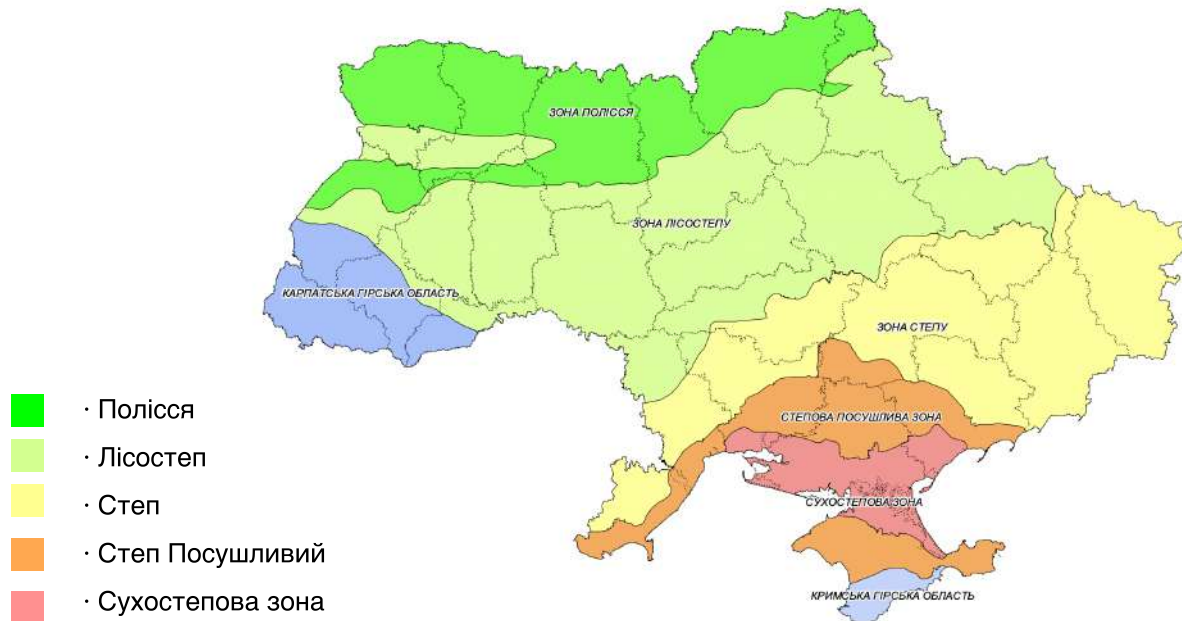 ЗОНА ПОЛІССЯ
ЗОНА ЛІСОСТЕПУ
КАРПАТСЬКА ГІРСЬКА ОБЛАСТЬ
ЗОНА СТЕПУ
СТЕПОВА ПОСУШЛИВА ЗОНА
СУХОСТЕПОВА ЗОНА
КРИМСЬКА ГІРСЬКА ОБЛАСТЬ
· Полісся
· Лісостеп
· Степ
· Степ Посушливий
· Сухостепова зона